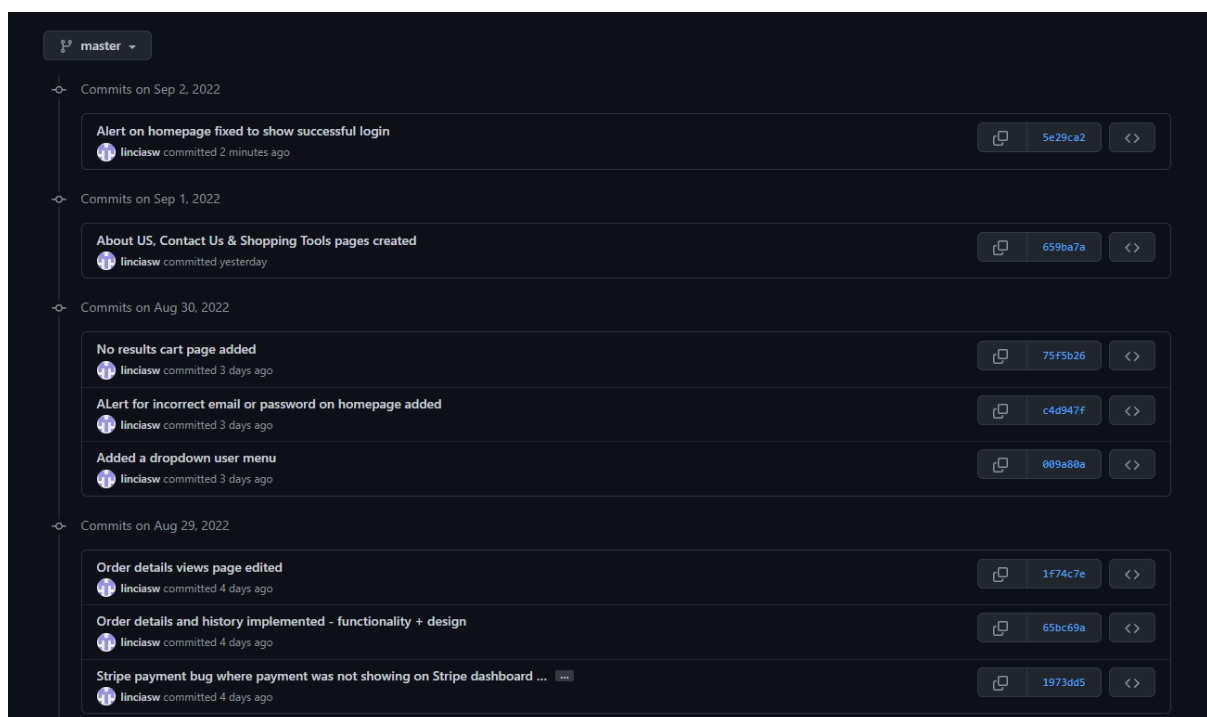 master
Commits on Sep 2, 2022
Alert on homepage fixed to show successful login
linciasw committed 2 minutes ago
5e29ca2
Commits on Sep 1, 2022
About US, Contact Us & Shopping Tools pages created
linciasw committed yesterday
659ba7a
Commits on Aug 30, 2022
No results cart page added
linciasw committed 3 days ago
75f5b26
ALert for incorrect email or password on homepage added
linciasw committed 3 days ago
c4d947f
Added a dropdown user menu
linciasw committed 3 days ago
009a80a
Commits on Aug 29, 2022
Order details views page edited
linciasw committed 4 days ago
1f74c7e
Order details and history implemented - functionality + design
linciasw committed 4 days ago
65bc69a
Stripe payment bug where payment was not showing on Stripe dashboard ... ...
linciasw committed 4 days ago
1973dd5